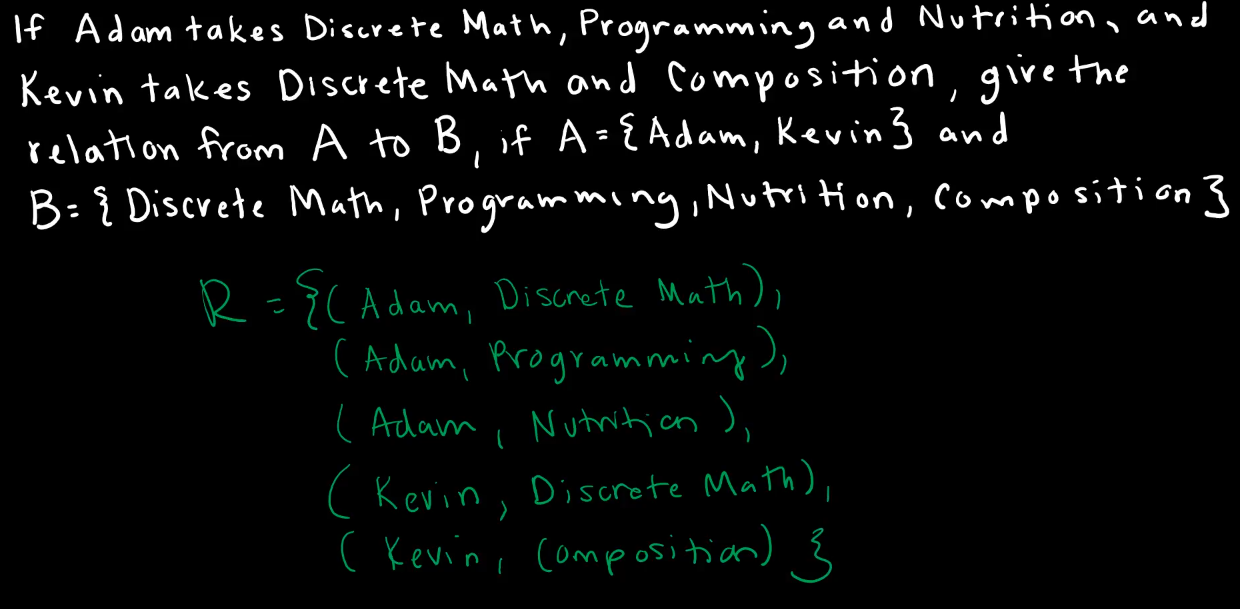 If Adam takes Discrete Math, Programming and Nutrition, and
Kevin takes Discrete Math and Composition, give the
relation from A to B, if A={Adam, Kevin} and
B={Discrete Math, Programming, Nutrition, Composition}
R={(Adam, Discrete Math),
(Adam, Programming),
(Adam, Nutrition),
(Kevin, Discrete Math),
(Kevin, Composition)}